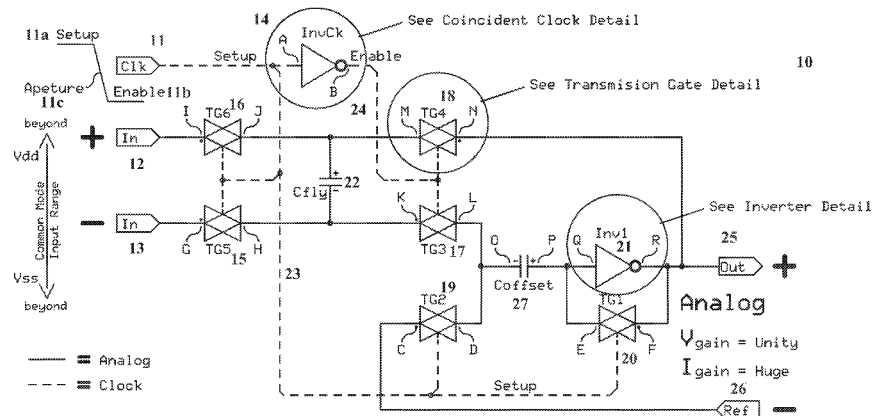 14
See Coincident Clock Detail
11a Setup
11
Clk
Setup
A
InvCk
Enable
B
10
Apeture
11c
Enable11b
24
18
See Transmision Gate Detail
beyond
+
In
12
I
TG6
16
J
M
TG4
N
Vdd
Common Mode
Input Range
22
Cfly
+
-
K
L
See Inverter Detail
-
In
13
G
TG5
H
15
TG3
17
Inv1
21
Q
R
25
O
-
+
P
Out
+
Vss
beyond
23
19
Coffset
27
TG2
TG1
Analog
C
D
E
F
20
Vgain = Unity
Igain = Huge
= Analog
= Clock
Setup
26
Ref
-